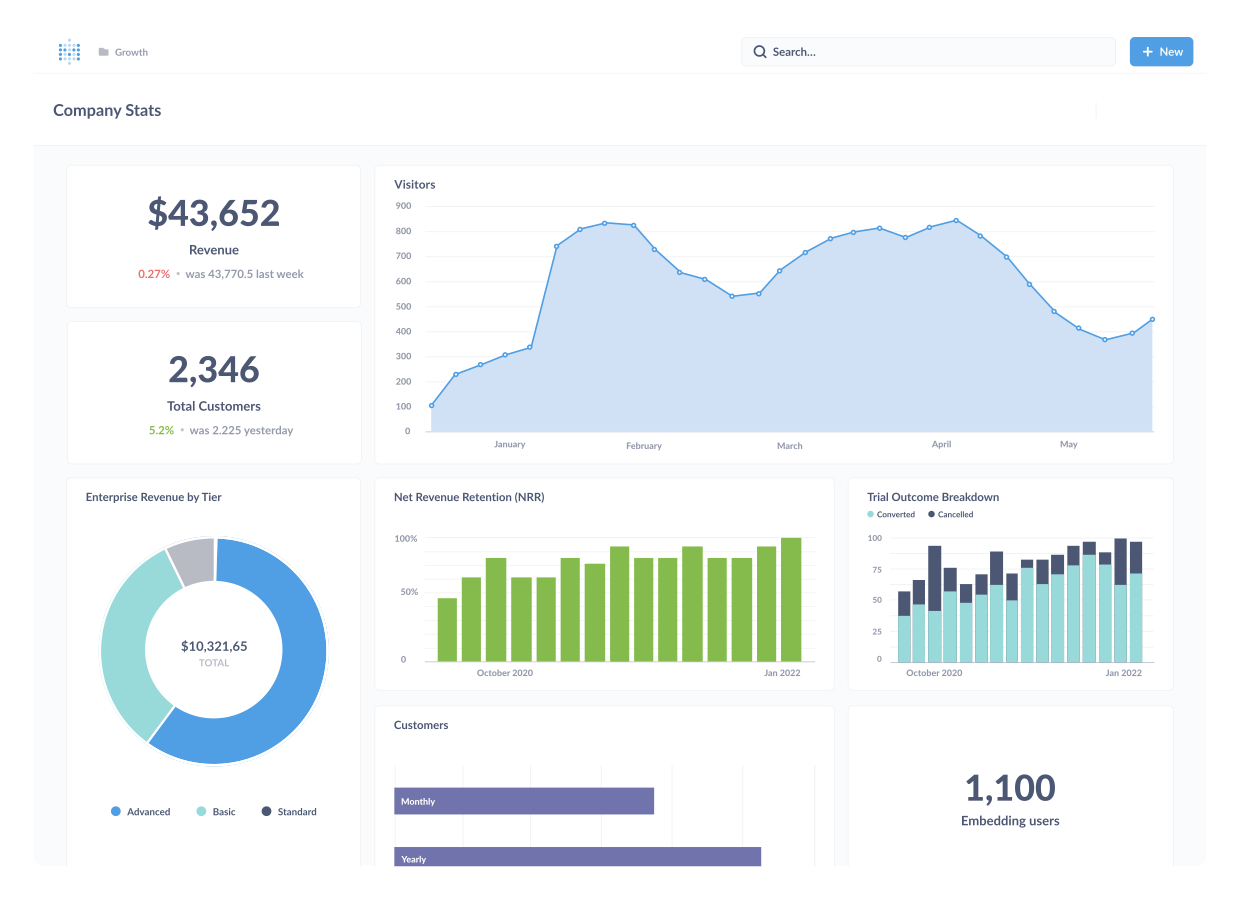 Growth
Search...
+ New
Company Stats
$43,652
Revenue
0.27% • was 43,770.5 last week
2,346
Total Customers
5.2% • was 2.225 yesterday
Visitors
900
800
700
600
500
400
300
200
100
0
January February March April May
Enterprise Revenue by Tier
$10,321,65
TOTAL
Advanced Basic Standard
Net Revenue Retention (NRR)
100%
50%
0
October 2020 Jan 2022
Trial Outcome Breakdown
Converted Cancelled
100
75
50
25
0
October 2020 Jan 2022
Customers
Monthly
Yearly
1,100
Embedding users